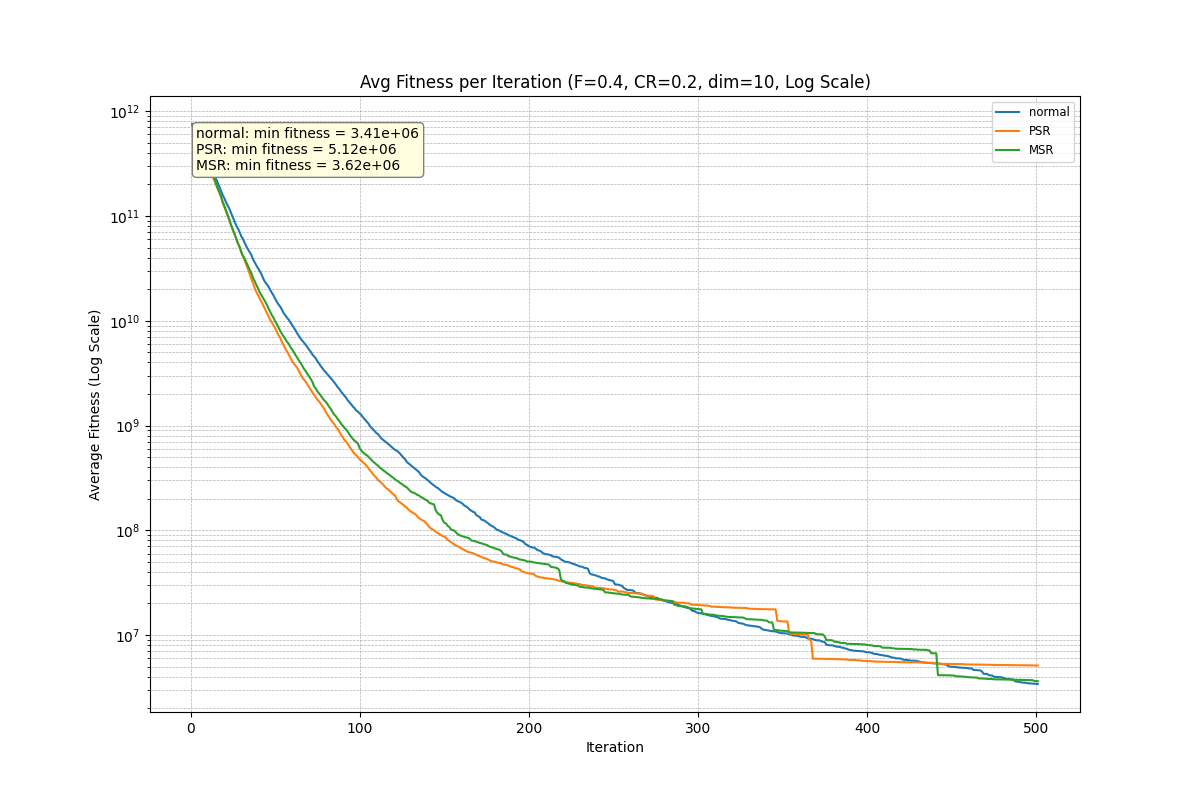 Avg Fitness per Iteration (F=0.4, CR=0.2, dim=10, Log Scale)
normal: min fitness = 3.41e+06
PSR: min fitness = 5.12e+06
MSR: min fitness = 3.62e+06
normal
PSR
MSR
Average Fitness (Log Scale)
10¹²
10¹¹
10¹⁰
10⁹
10⁸
10⁷
0 100 200 300 400 500
Iteration